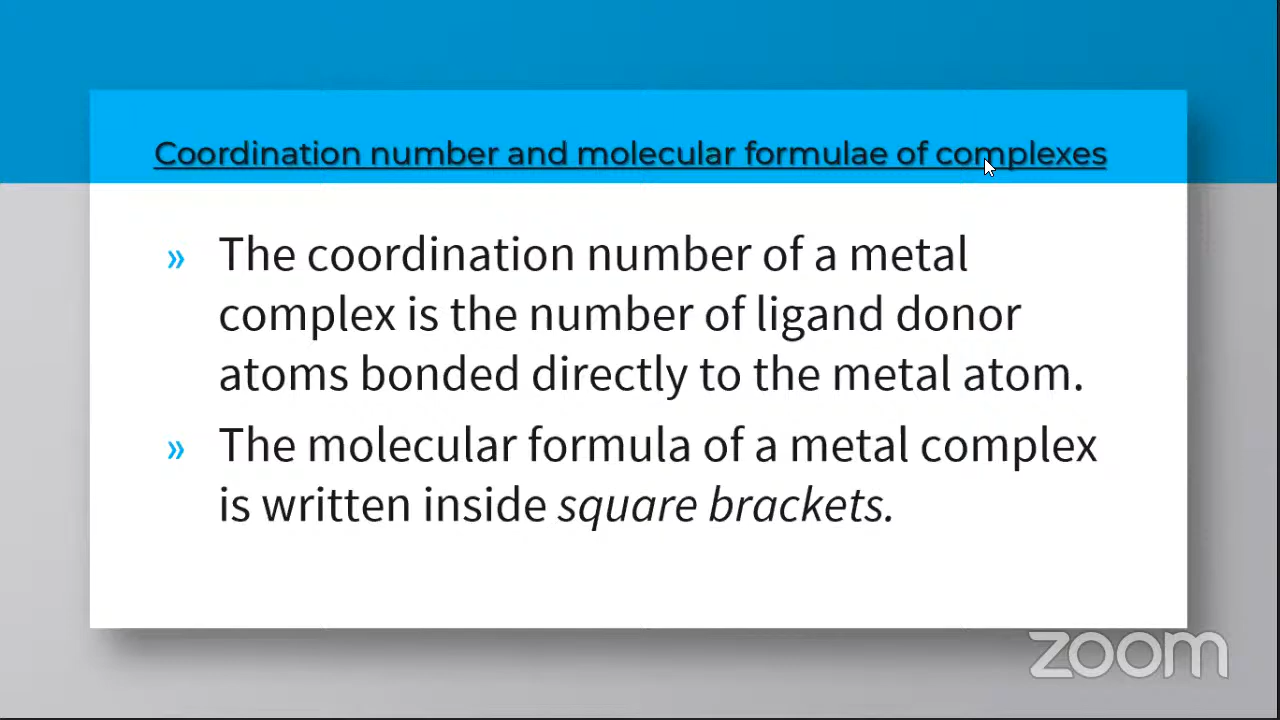 Coordination number and molecular formulae of complexes
» The coordination number of a metal
complex is the number of ligand donor
atoms bonded directly to the metal atom.
» The molecular formula of a metal complex
is written inside square brackets.
zoom